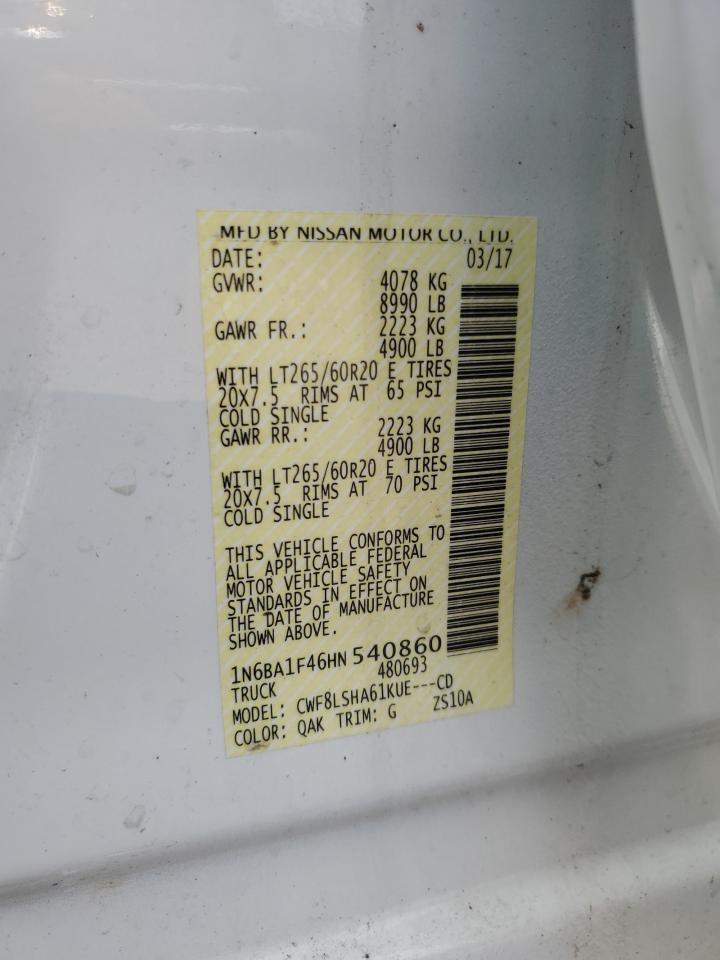 MFD BY NISSAN MOTOR CO., LTD.
DATE: 03/17
GVWR: 4078 KG
8990 LB
GAWR FR.: 2223 KG
4900 LB
WITH LT265/60R20 E TIRES
20X7.5 RIMS AT 65 PSI
COLD SINGLE
GAWR RR.: 2223 KG
4900 LB
WITH LT265/60R20 E TIRES
20X7.5 RIMS AT 70 PSI
COLD SINGLE
THIS VEHICLE CONFORMS TO
ALL APPLICABLE FEDERAL
MOTOR VEHICLE SAFETY
STANDARDS IN EFFECT ON
THE DATE OF MANUFACTURE
SHOWN ABOVE.
1N6BA1F46HN540860
TRUCK 480693
MODEL: CWF8LSHA61KUE---CD
COLOR: QAK TRIM: G ZS10A